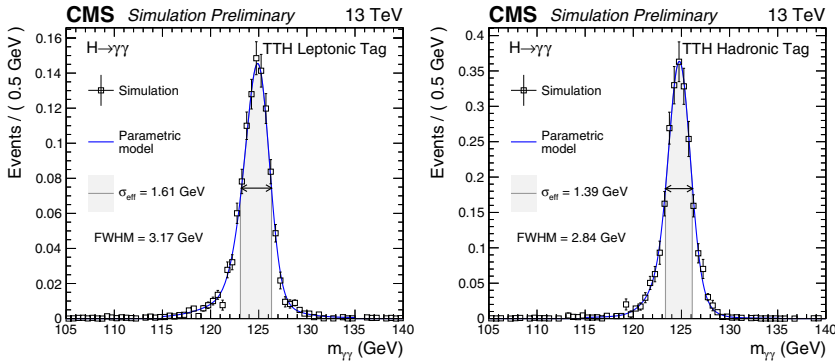 CMS Simulation Preliminary 13 TeV
H→γγ TTH Leptonic Tag
Simulation
Parametric
model
σeff = 1.61 GeV
FWHM = 3.17 GeV
Events / ( 0.5 GeV )
0
0.02
0.04
0.06
0.08
0.1
0.12
0.14
0.16
105 110 115 120 125 130 135 140
mγγ (GeV)
CMS Simulation Preliminary 13 TeV
H→γγ TTH Hadronic Tag
Simulation
Parametric
model
σeff = 1.39 GeV
FWHM = 2.84 GeV
Events / ( 0.5 GeV )
0
0.05
0.1
0.15
0.2
0.25
0.3
0.35
0.4
105 110 115 120 125 130 135 140
mγγ (GeV)